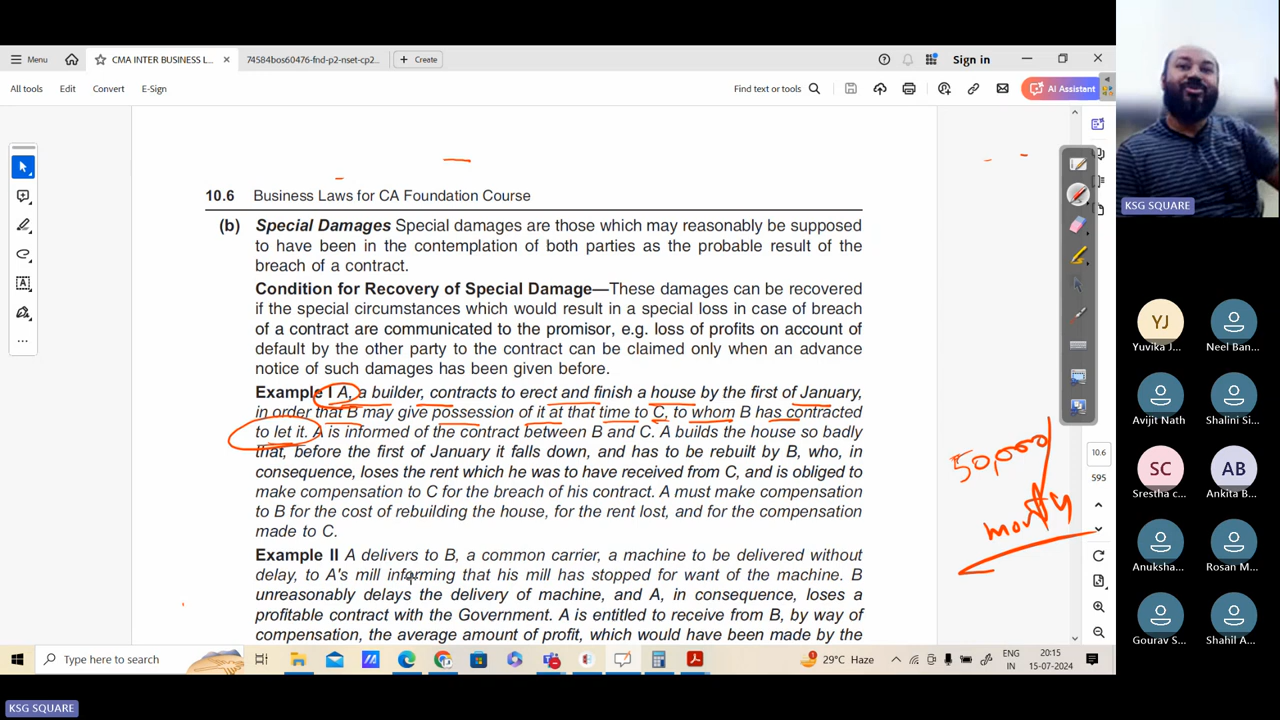 Menu
CMA INTER BUSINESS L...
74584bos60476-fnd-p2-nset-cp2...
Create
Sign in
All tools
Edit
Convert
E-Sign
Find text or tools
AI Assistant
10.6 Business Laws for CA Foundation Course
(b) Special Damages Special damages are those which may reasonably be supposed
to have been in the contemplation of both parties as the probable result of the
breach of a contract.
Condition for Recovery of Special Damage—These damages can be recovered
if the special circumstances which would result in a special loss in case of breach
of a contract are communicated to the promisor, e.g. loss of profits on account of
default by the other party to the contract can be claimed only when an advance
notice of such damages has been given before.
Example I A, a builder, contracts to erect and finish a house by the first of January,
in order that B may give possession of it at that time to C, to whom B has contracted
to let it. A is informed of the contract between B and C. A builds the house so badly
that, before the first of January it falls down, and has to be rebuilt by B, who, in
consequence, loses the rent which he was to have received from C, and is obliged to
make compensation to C for the breach of his contract. A must make compensation
to B for the cost of rebuilding the house, for the rent lost, and for the compensation
made to C.
Example II A delivers to B, a common carrier, a machine to be delivered without
delay, to A's mill informing that his mill has stopped for want of the machine. B
unreasonably delays the delivery of machine, and A, in consequence, loses a
profitable contract with the Government. A is entitled to receive from B, by way of
compensation, the average amount of profit, which would have been made by the
50,000/
10.6
595
KSG SQUARE
YJ
Yuvika J...
Neel Ban...
Avijit Nath
Shalini S...
SC
Srestha c...
AB
Ankita B...
Anuksha...
Rosan M...
Gourav S...
Shahil A...
Type here to search
29°C Haze
ENG
IN
20:15
15-07-2024
KSG SQUARE